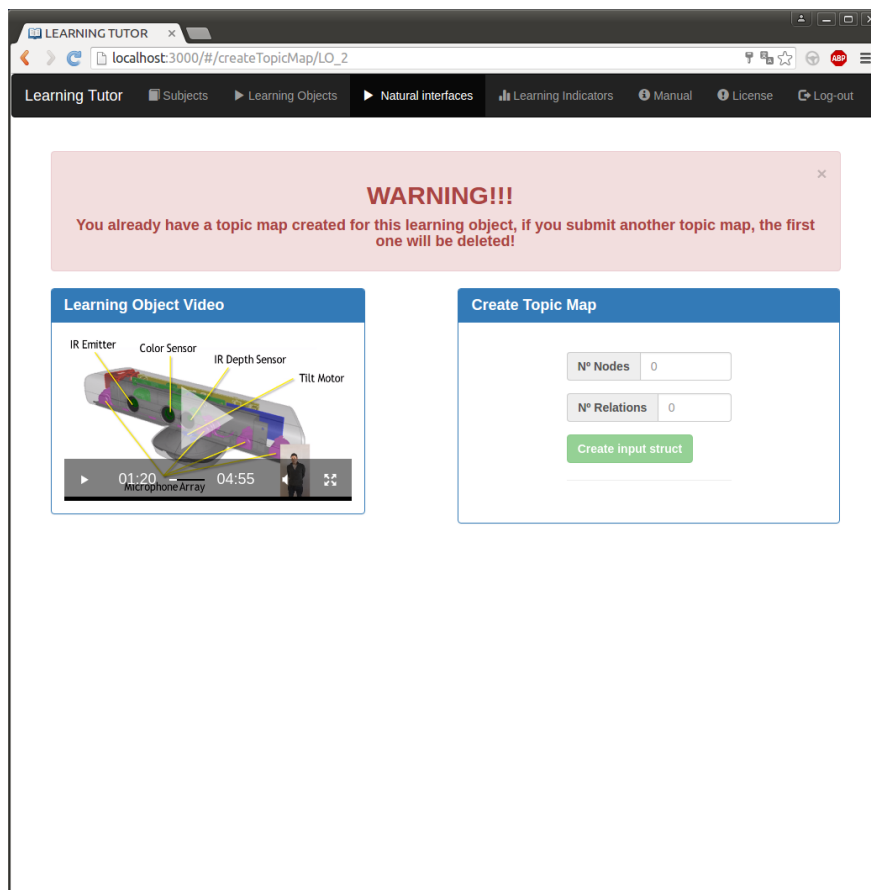 LEARNING TUTOR ×
localhost:3000/#/createTopicMap/LO_2
ABP
Learning Tutor Subjects Learning Objects Natural interfaces Learning Indicators Manual License Log-out
×
WARNING!!!
You already have a topic map created for this learning object, if you submit another topic map, the first
one will be deleted!
Learning Object Video
IR Emitter
Color Sensor
IR Depth Sensor
Tilt Motor
01:20 04:55
Microphone Array
Create Topic Map
Nº Nodes 0
Nº Relations 0
Create input struct